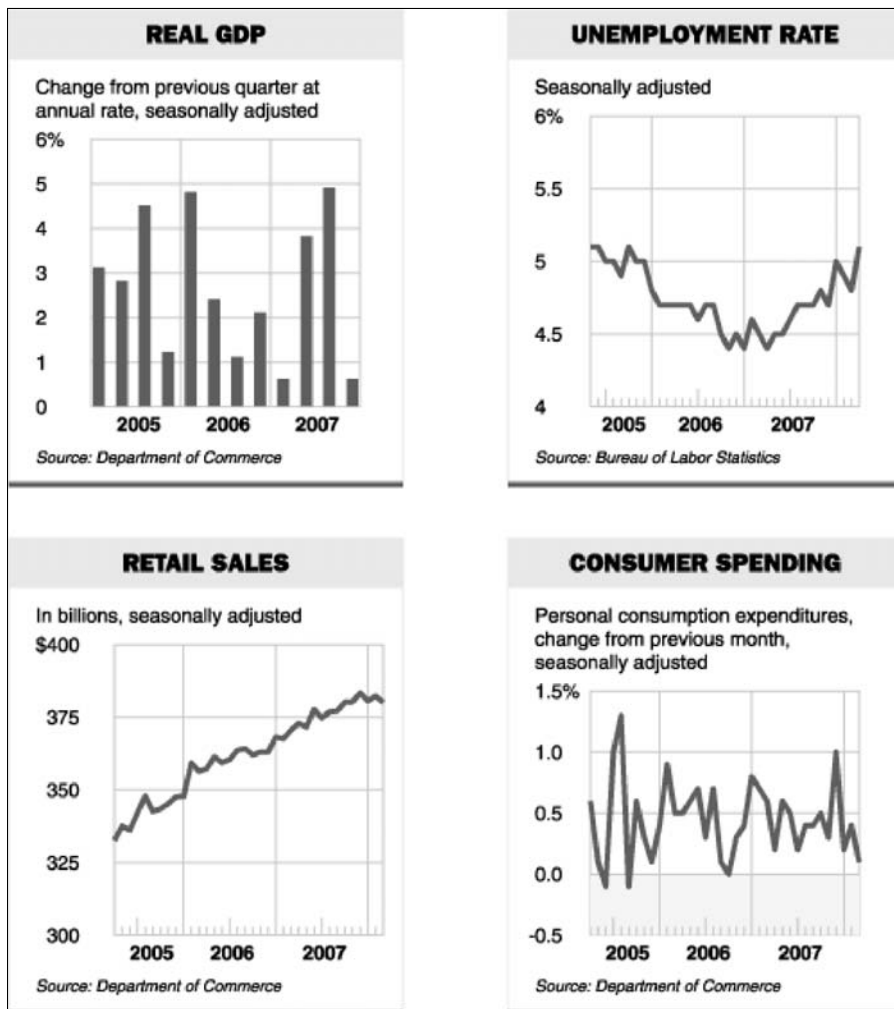 REAL GDP
Change from previous quarter at
annual rate, seasonally adjusted
6%
5
4
3
2
1
0
2005 2006 2007
Source: Department of Commerce
UNEMPLOYMENT RATE
Seasonally adjusted
6%
5.5
5
4.5
4
2005 2006 2007
Source: Bureau of Labor Statistics
RETAIL SALES
In billions, seasonally adjusted
$400
375
350
325
300
2005 2006 2007
Source: Department of Commerce
CONSUMER SPENDING
Personal consumption expenditures,
change from previous month,
seasonally adjusted
1.5%
1.0
0.5
0.0
-0.5
2005 2006 2007
Source: Department of Commerce